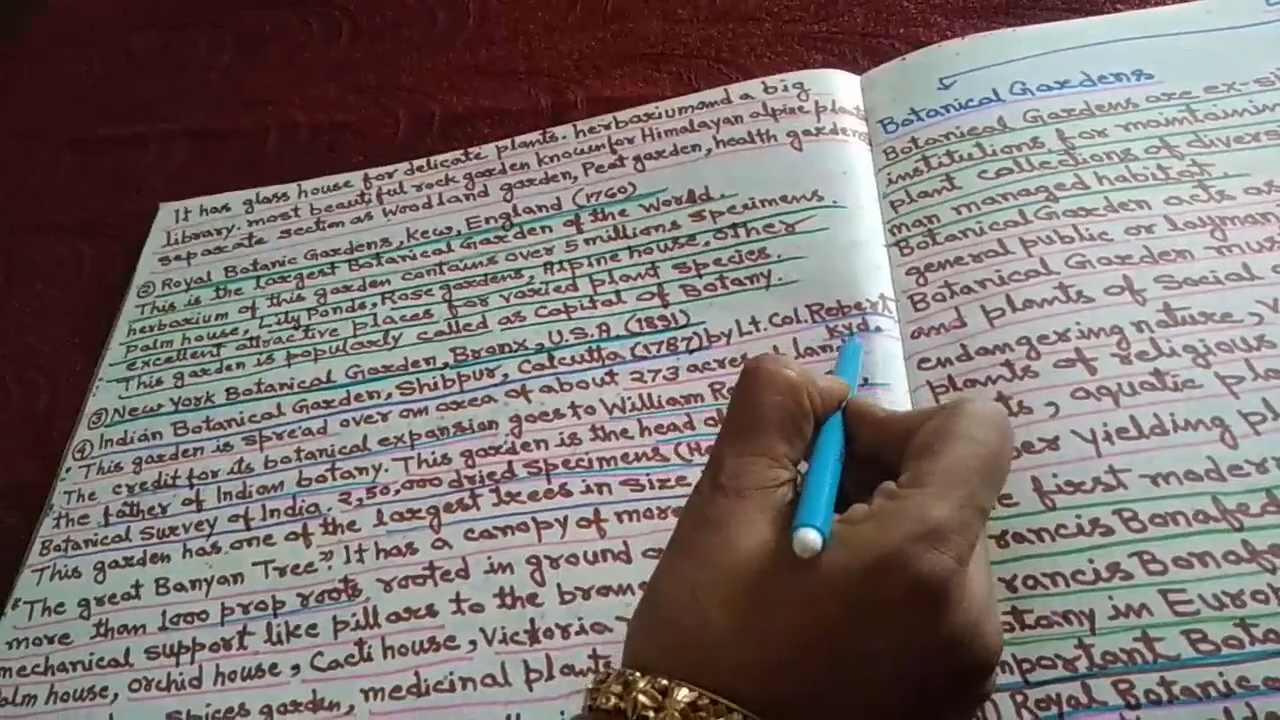 It has glass house for delicate plants. herbarium and a big
library. most beautiful rock garden known for Himalayan alpine plants
separate section as Woodland garden, Peat garden, health gardens
② Royal Botanic Gardens, Kew, England (1760)
This is the largest Botanical Garden of the World.
herbarium of this garden contains over 5 millions specimens.
palm house, Lily Ponds, Rose gardens, Alpine house, other
excellent attractive places for varied plant species.
This garden is popularly called as Capital of Botany.
③ New York Botanical Garden, Bronx, U.S.A (1891)
④ Indian Botanical Garden, Shibpur, Calcutta (1787) by Lt. Col. Robert
Kyd.
This garden is spread over an area of about 273 acres
The credit for its botanical expansion goes to William
the father of Indian botany. This garden is the head
Botanical Survey of India. 2,50,000 dried specimens
This garden has one of the largest trees in size
"The great Banyan Tree" It has a canopy of more
more than 1000 prop roots rooted in ground
mechanical support like pillars to the
palm house, orchid house, Cacti house, Victoria
spices garden, medicinal plants
Botanical Gardens
Botanical Gardens are ex-si
institutions for maintainin
plant collections of divers
man managed habitat.
Botanical Garden acts as
general public or layman
Botanical Garden mus
and plants of Social
endangering nature,
plants of religious
aquatic pla
yielding pl
first moder
rancis Bonafed
rancis Bonaf
otany in Euro
mportant Bota
Royal Botanic